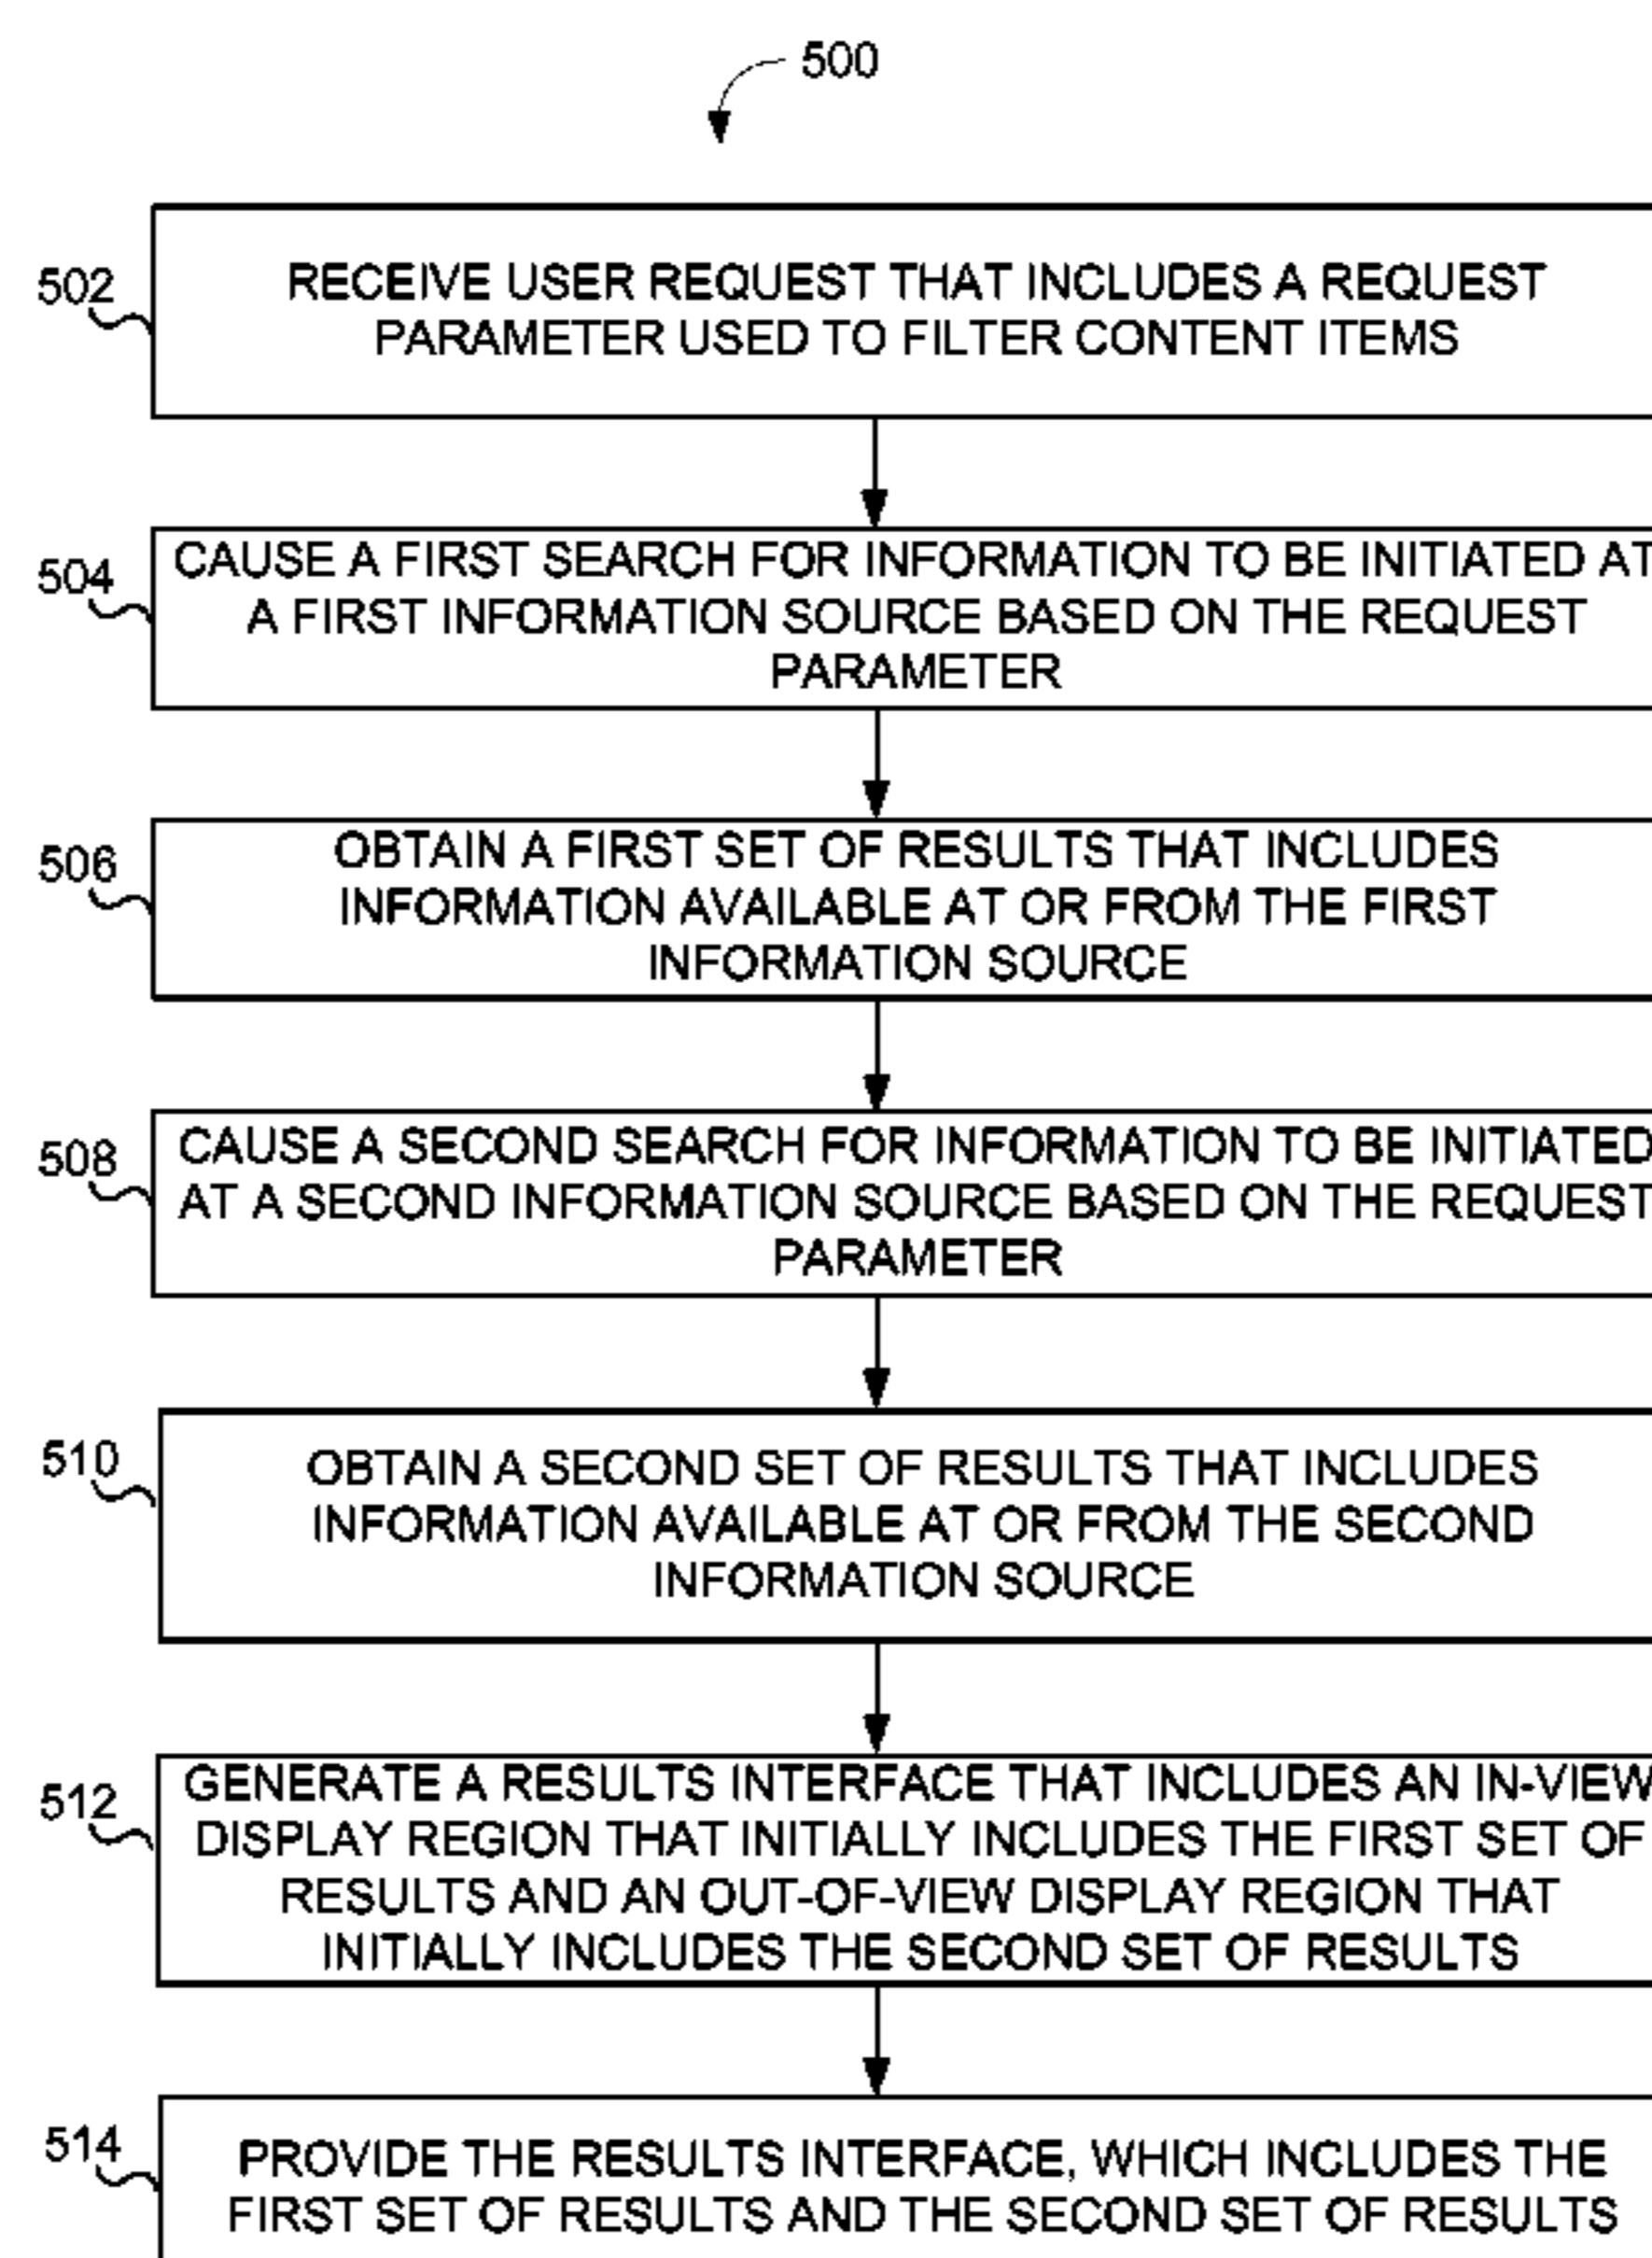 500
502
RECEIVE USER REQUEST THAT INCLUDES A REQUEST
PARAMETER USED TO FILTER CONTENT ITEMS
504
CAUSE A FIRST SEARCH FOR INFORMATION TO BE INITIATED AT
A FIRST INFORMATION SOURCE BASED ON THE REQUEST
PARAMETER
506
OBTAIN A FIRST SET OF RESULTS THAT INCLUDES
INFORMATION AVAILABLE AT OR FROM THE FIRST
INFORMATION SOURCE
508
CAUSE A SECOND SEARCH FOR INFORMATION TO BE INITIATED
AT A SECOND INFORMATION SOURCE BASED ON THE REQUEST
PARAMETER
510
OBTAIN A SECOND SET OF RESULTS THAT INCLUDES
INFORMATION AVAILABLE AT OR FROM THE SECOND
INFORMATION SOURCE
512
GENERATE A RESULTS INTERFACE THAT INCLUDES AN IN-VIEW
DISPLAY REGION THAT INITIALLY INCLUDES THE FIRST SET OF
RESULTS AND AN OUT-OF-VIEW DISPLAY REGION THAT
INITIALLY INCLUDES THE SECOND SET OF RESULTS
514
PROVIDE THE RESULTS INTERFACE, WHICH INCLUDES THE
FIRST SET OF RESULTS AND THE SECOND SET OF RESULTS